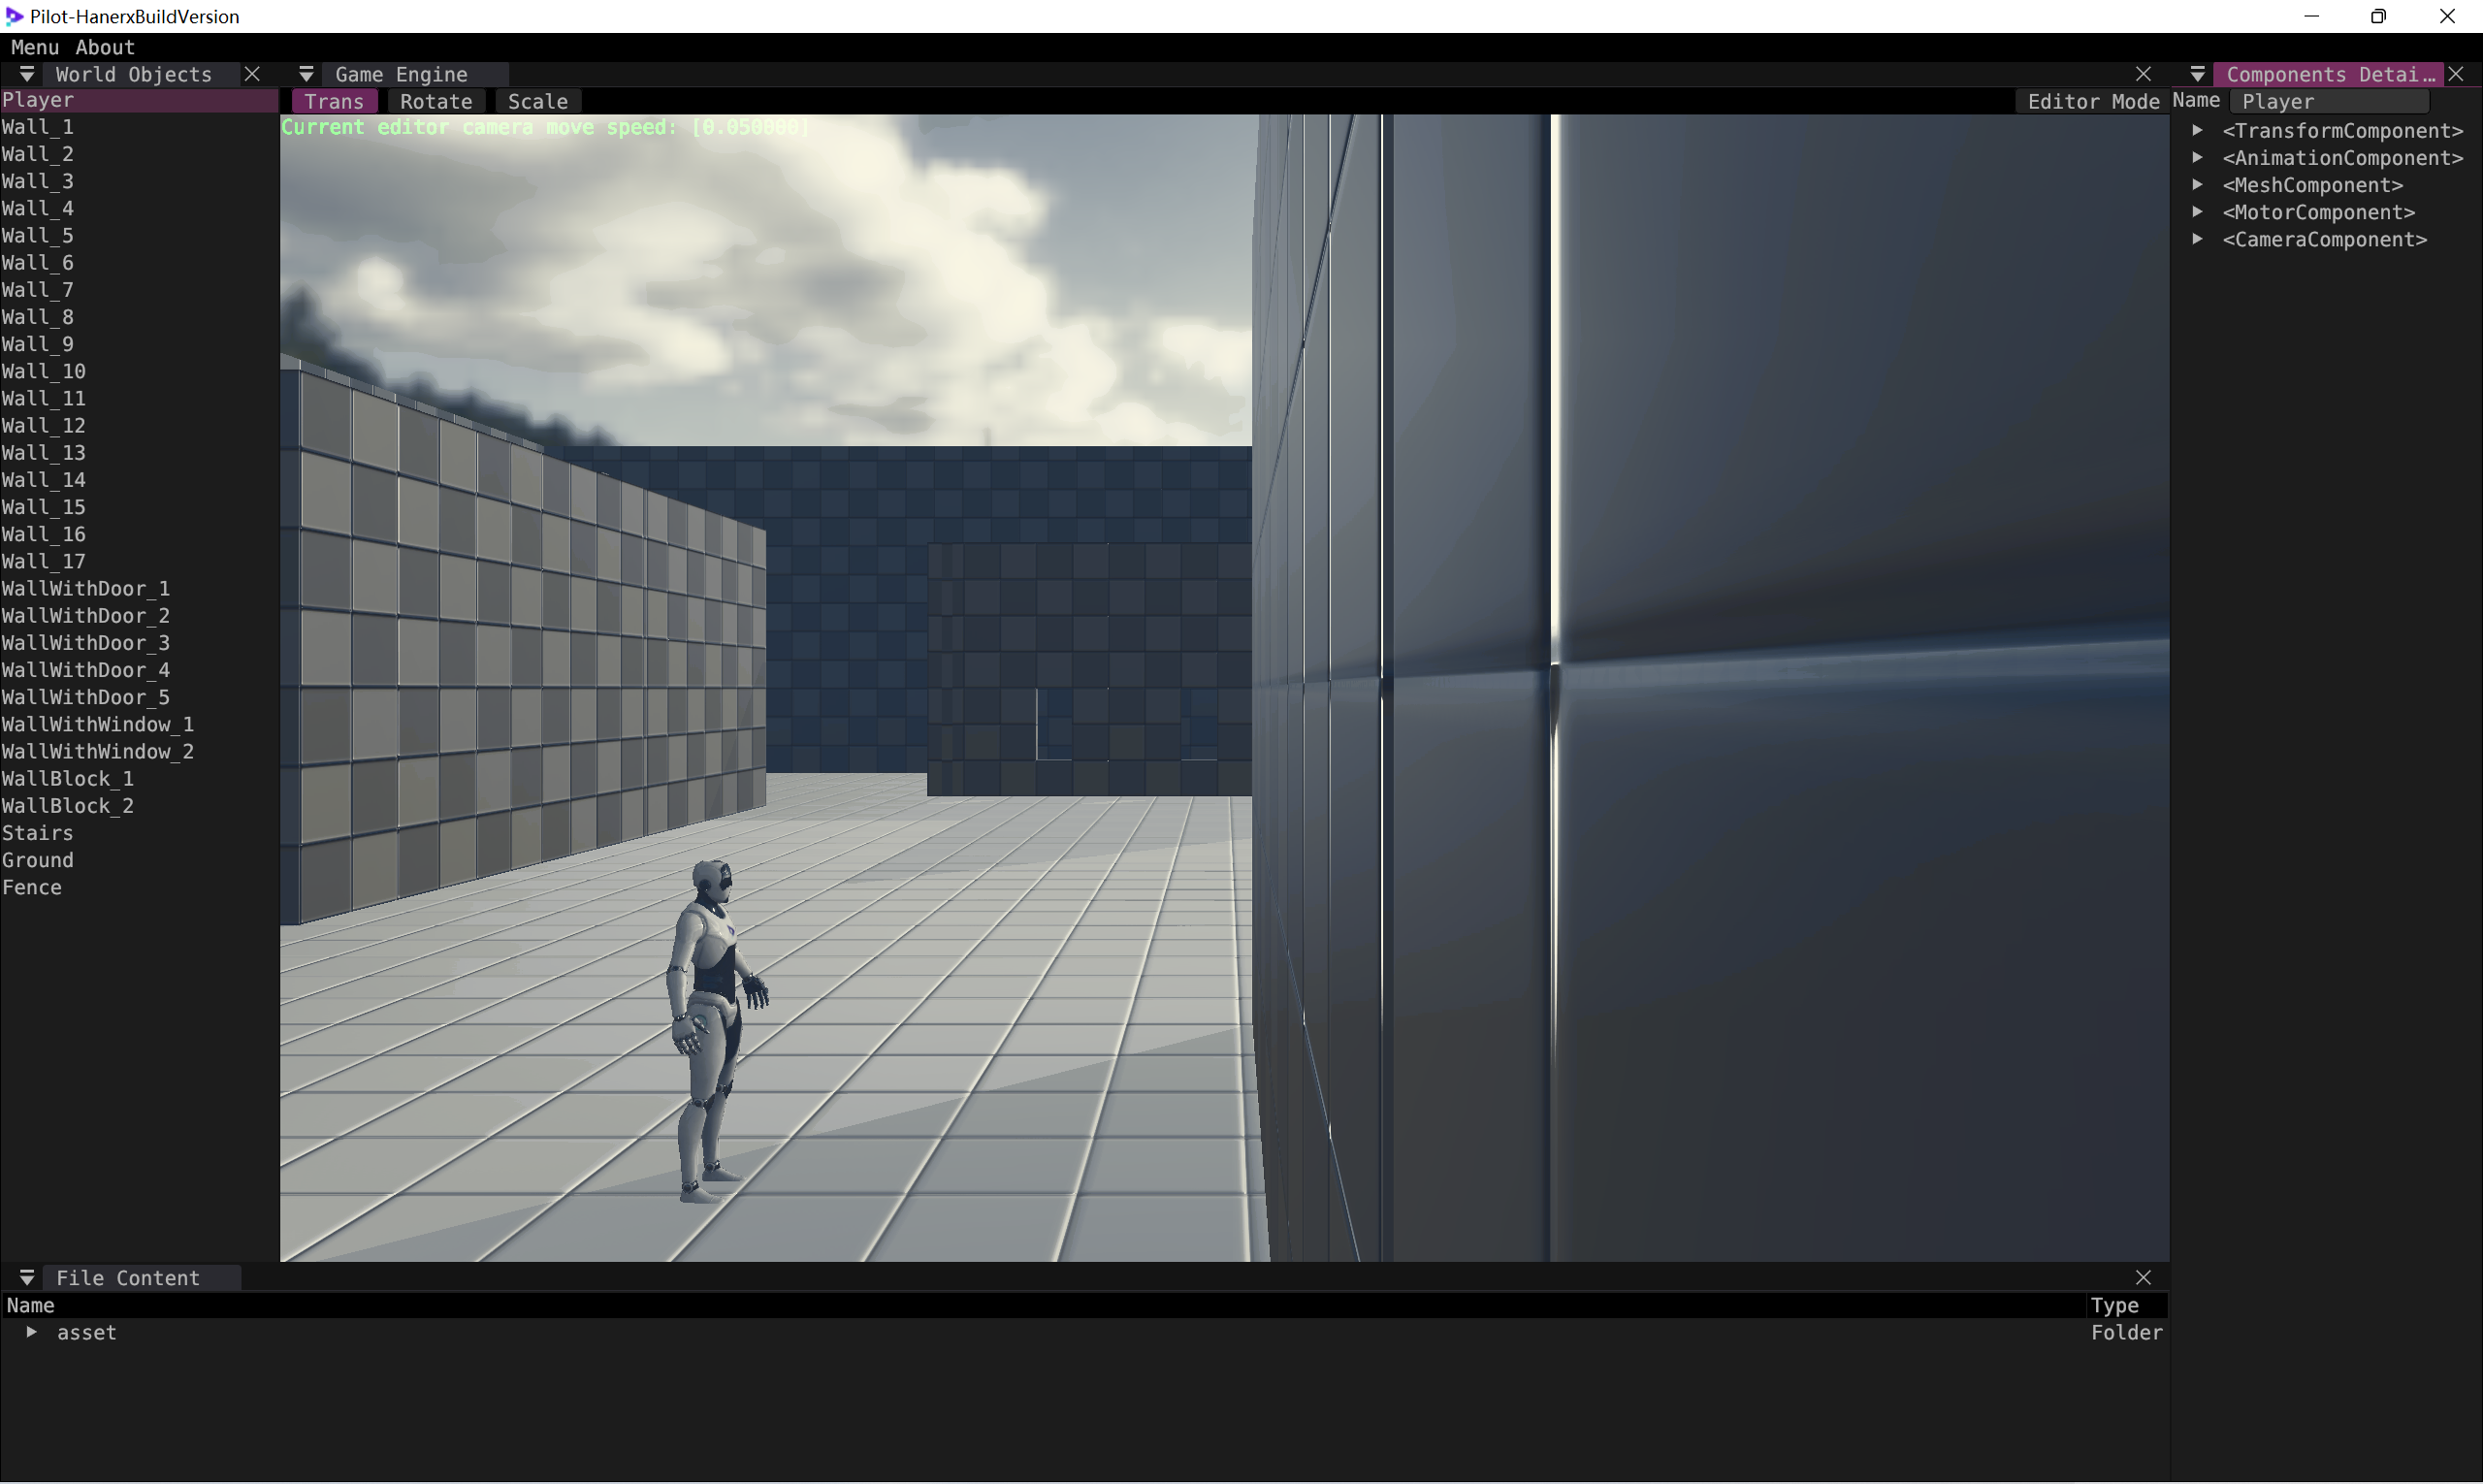 Pilot-HanerxBuildVersion
Menu About
World Objects
Player
Wall_1
Wall_2
Wall_3
Wall_4
Wall_5
Wall_6
Wall_7
Wall_8
Wall_9
Wall_10
Wall_11
Wall_12
Wall_13
Wall_14
Wall_15
Wall_16
Wall_17
WallWithDoor_1
WallWithDoor_2
WallWithDoor_3
WallWithDoor_4
WallWithDoor_5
WallWithWindow_1
WallWithWindow_2
WallBlock_1
WallBlock_2
Stairs
Ground
Fence
Game Engine
Trans Rotate Scale Editor Mode
Current editor camera move speed: [0.050000]
Components Detai...
Name Player
<TransformComponent>
<AnimationComponent>
<MeshComponent>
<MotorComponent>
<CameraComponent>
File Content
Name Type
asset Folder